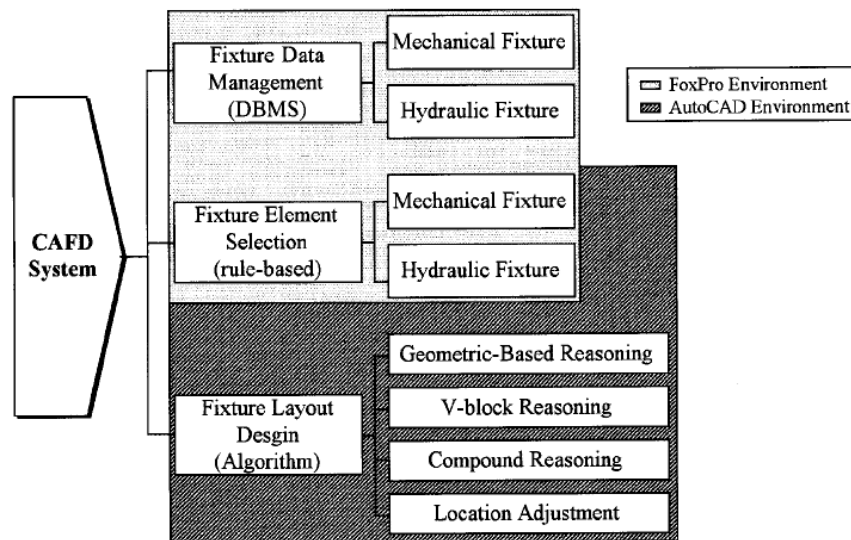 CAFD
System
Fixture Data
Management
(DBMS)
Mechanical Fixture
Hydraulic Fixture
Fixture Element
Selection
(rule-based)
Mechanical Fixture
Hydraulic Fixture
Fixture Layout
Desgin
(Algorithm)
Geometric-Based Reasoning
V-block Reasoning
Compound Reasoning
Location Adjustment
FoxPro Environment
AutoCAD Environment